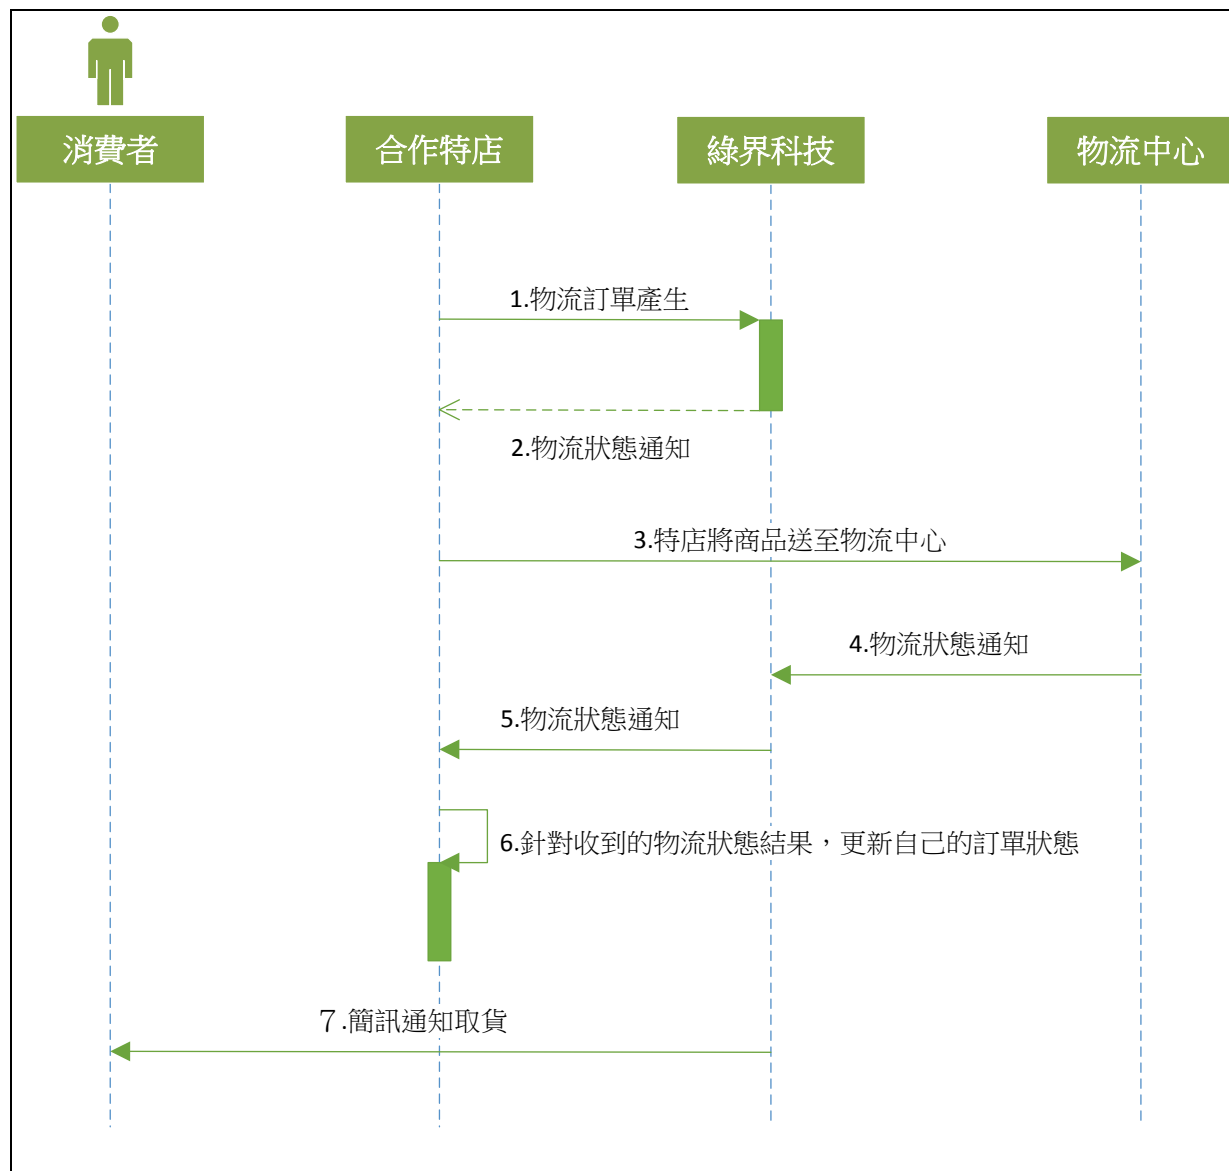 消費者
合作特店
綠界科技
物流中心
1.物流訂單產生
2.物流狀態通知
3.特店將商品送至物流中心
4.物流狀態通知
5.物流狀態通知
6.針對收到的物流狀態結果，更新自己的訂單狀態
７.簡訊通知取貨